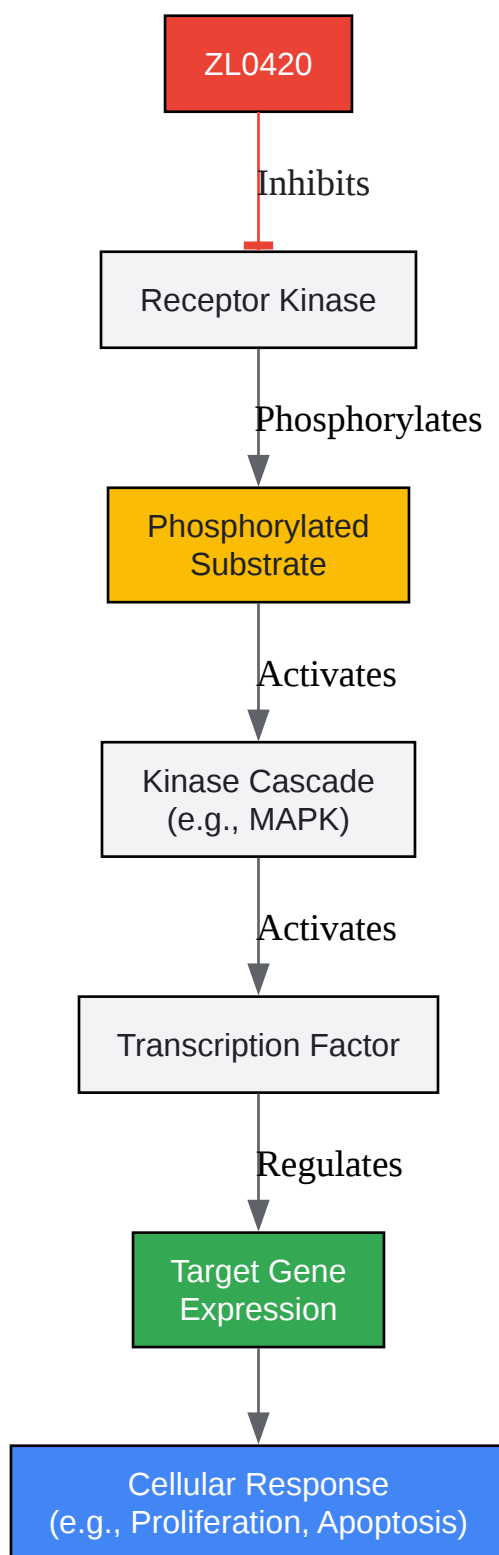 ZL0420
Inhibits
Receptor Kinase
Phosphorylates
Phosphorylated
Substrate
Activates
Kinase Cascade
(e.g., MAPK)
Activates
Transcription Factor
Regulates
Target Gene
Expression
Cellular Response
(e.g., Proliferation, Apoptosis)